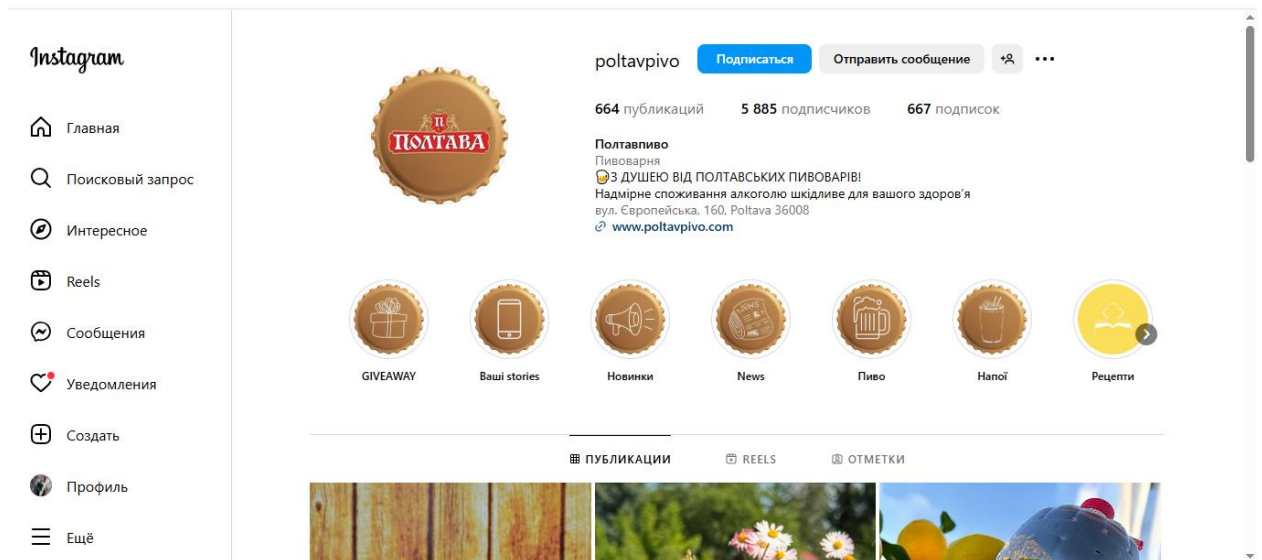 Instagram
Главная
Поисковый запрос
Интересное
Reels
Сообщения
Уведомления
Создать
Профиль
Ещё
П
ПОЛТАВА
poltavpivo Подписаться Отправить сообщение
664 публикаций 5 885 подписчиков 667 подписок
Полтавпиво
Пивоварня
🍺З ДУШЕЮ ВІД ПОЛТАВСЬКИХ ПИВОВАРІВ!
Надмірне споживання алкоголю шкідливе для вашого здоров'я
вул. Європейська, 160, Poltava 36008
www.poltavpivo.com
NEWS
GIVEAWAY Ваші stories Новинки News Пиво Напої Рецепти
ПУБЛИКАЦИИ REELS ОТМЕТКИ